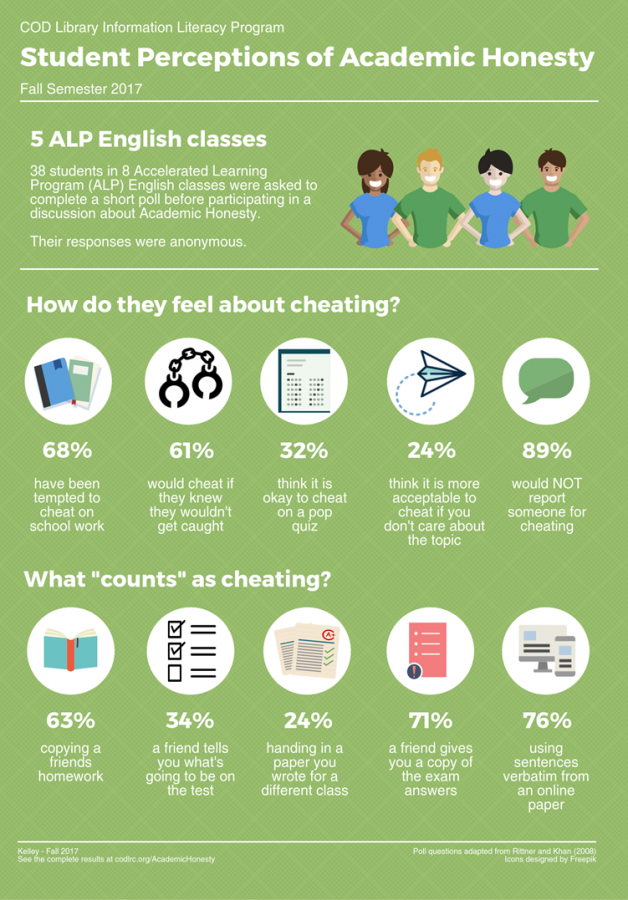 COD Library Information Literacy Program
Student Perceptions of Academic Honesty
Fall Semester 2017
5 ALP English classes
38 students in 8 Accelerated Learning
Program (ALP) English classes were asked to
complete a short poll before participating in a
discussion about Academic Honesty.
Their responses were anonymous.
How do they feel about cheating?
68%
have been
tempted to
cheat on
school work
61%
would cheat if
they knew
they wouldn't
get caught
32%
think it is
okay to cheat
on a pop
quiz
24%
think it is more
acceptable to
cheat if you
don't care about
the topic
89%
would NOT
report
someone for
cheating
What "counts" as cheating?
A+
63%
copying a
friends
homework
34%
a friend tells
you what's
going to be on
the test
24%
handing in a
paper you
wrote for a
different class
71%
a friend gives
you a copy of
the exam
answers
76%
using
sentences
verbatim from
an online
paper
Kelley - Fall 2017
See the complete results at codlrc.org/AcademicHonesty
Poll questions adapted from Rittner and Khan (2008)
Icons designed by Freepik